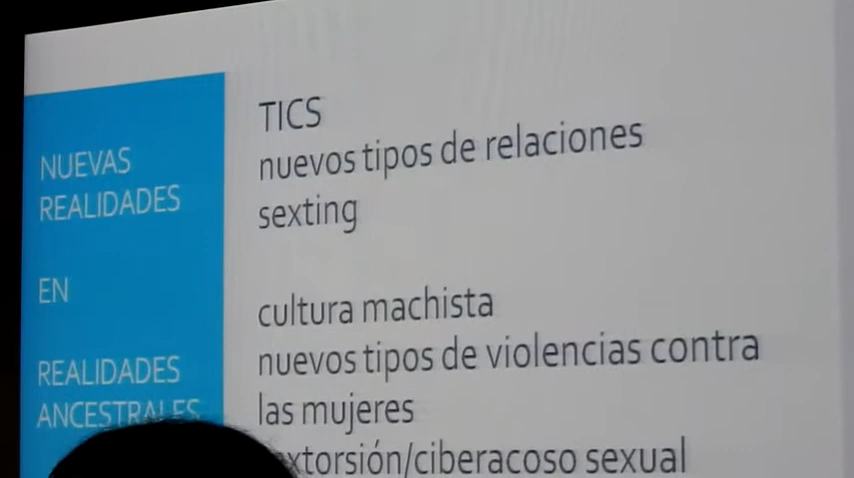 NUEVAS
REALIDADES
EN
REALIDADES
ANCESTRALES
TICS
nuevos tipos de relaciones
sexting
cultura machista
nuevos tipos de violencias contra
las mujeres
xtorsión/ciberacoso sexual